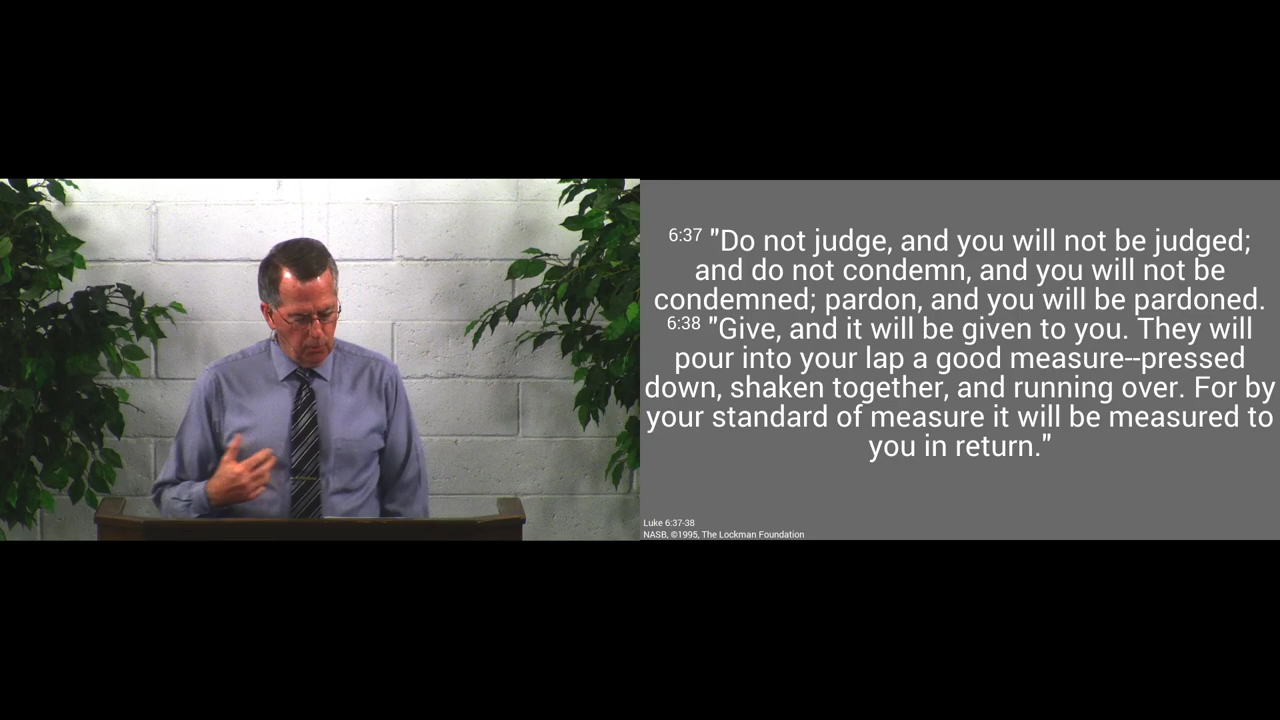 6:37 "Do not judge, and you will not be judged;
and do not condemn, and you will not be
condemned; pardon, and you will be pardoned.
6:38 "Give, and it will be given to you. They will
pour into your lap a good measure--pressed
down, shaken together, and running over. For by
your standard of measure it will be measured to
you in return."
Luke 6:37-38
NASB, ©1995, The Lockman Foundation